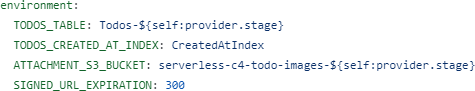 environment:
  TODOS_TABLE: Todos-${self:provider.stage}
  TODOS_CREATED_AT_INDEX: CreatedAtIndex
  ATTACHMENT_S3_BUCKET: serverless-c4-todo-images-${self:provider.stage}
  SIGNED_URL_EXPIRATION: 300